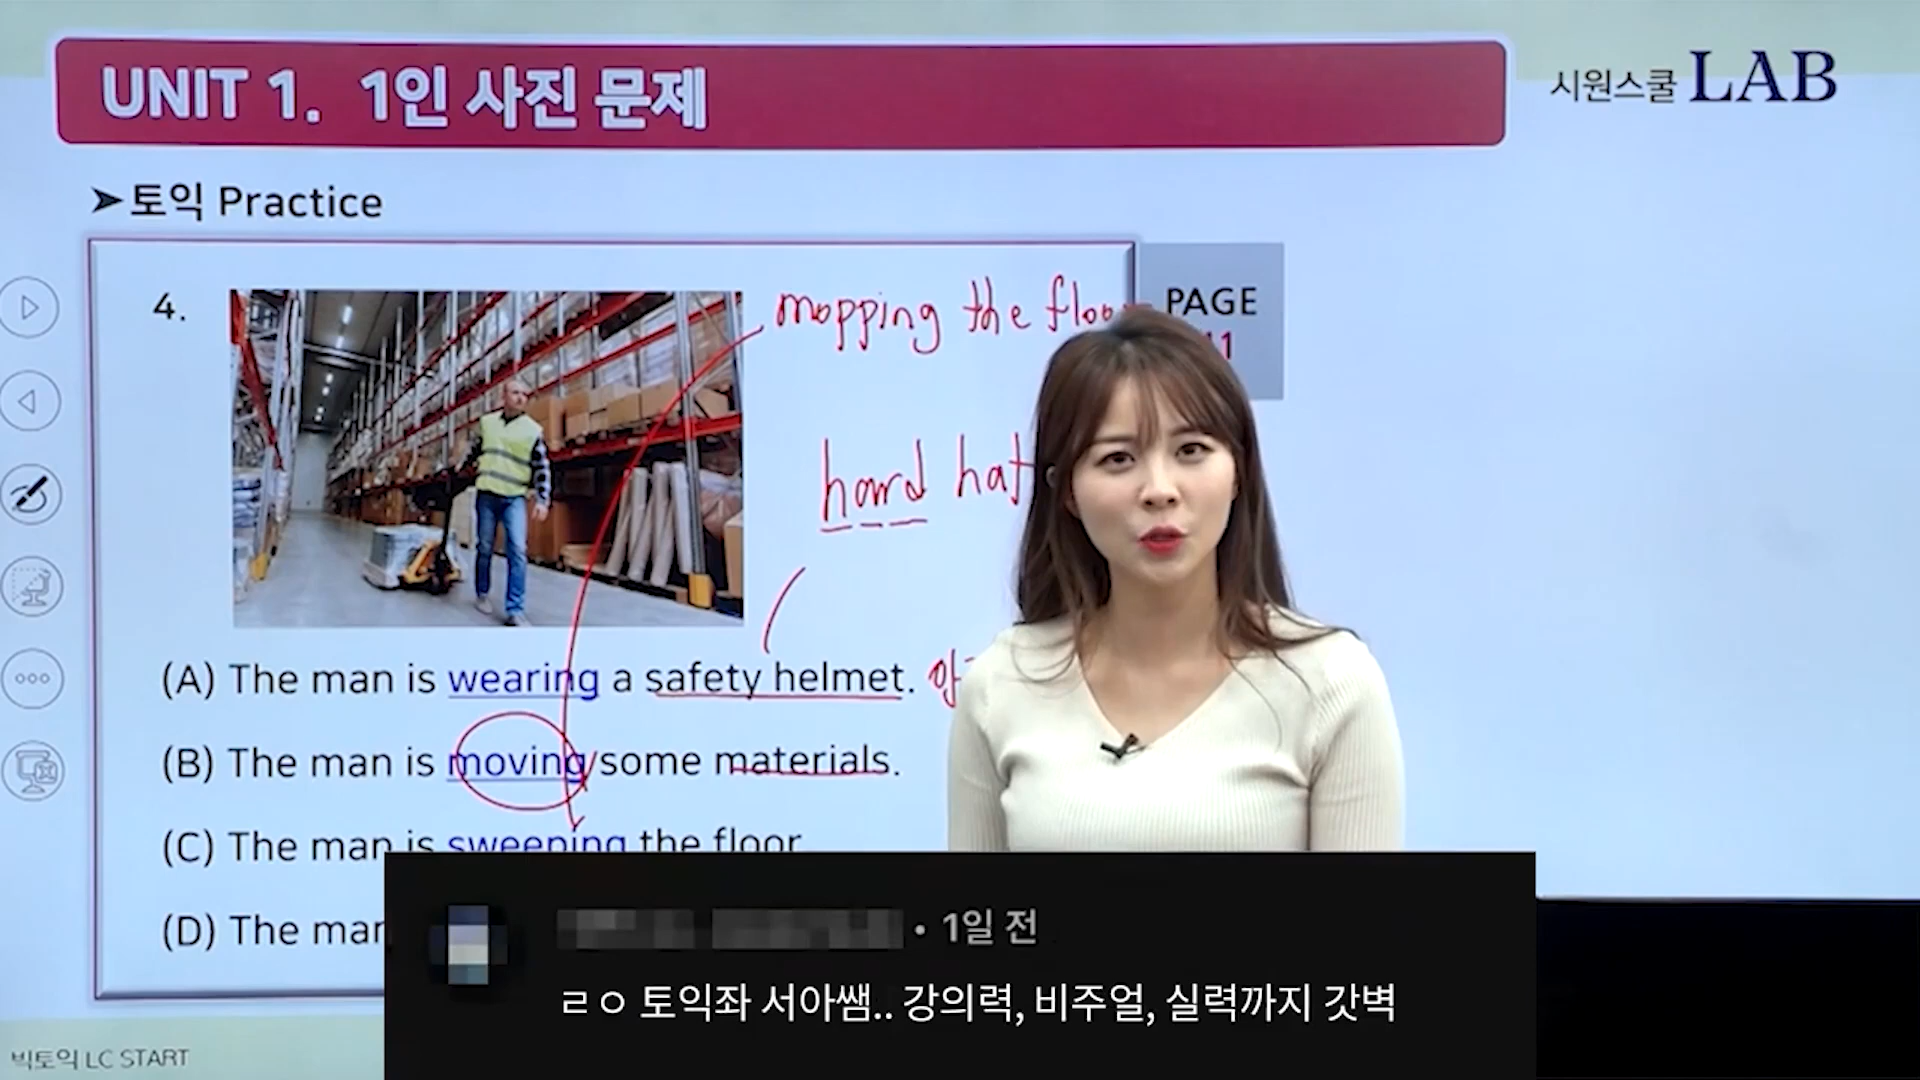 UNIT 1. 1인 사진 문제
시원스쿨 LAB
➤토익 Practice
PAGE
4.
mopping the floor
hard hat
(A) The man is wearing a safety helmet.
(B) The man is moving some materials.
(C) The man is sweeping the floor
(D) The man
• 1일 전
ㄹㅇ 토익좌 서아쌤.. 강의력, 비주얼, 실력까지 갓벽
빅토익 LC START